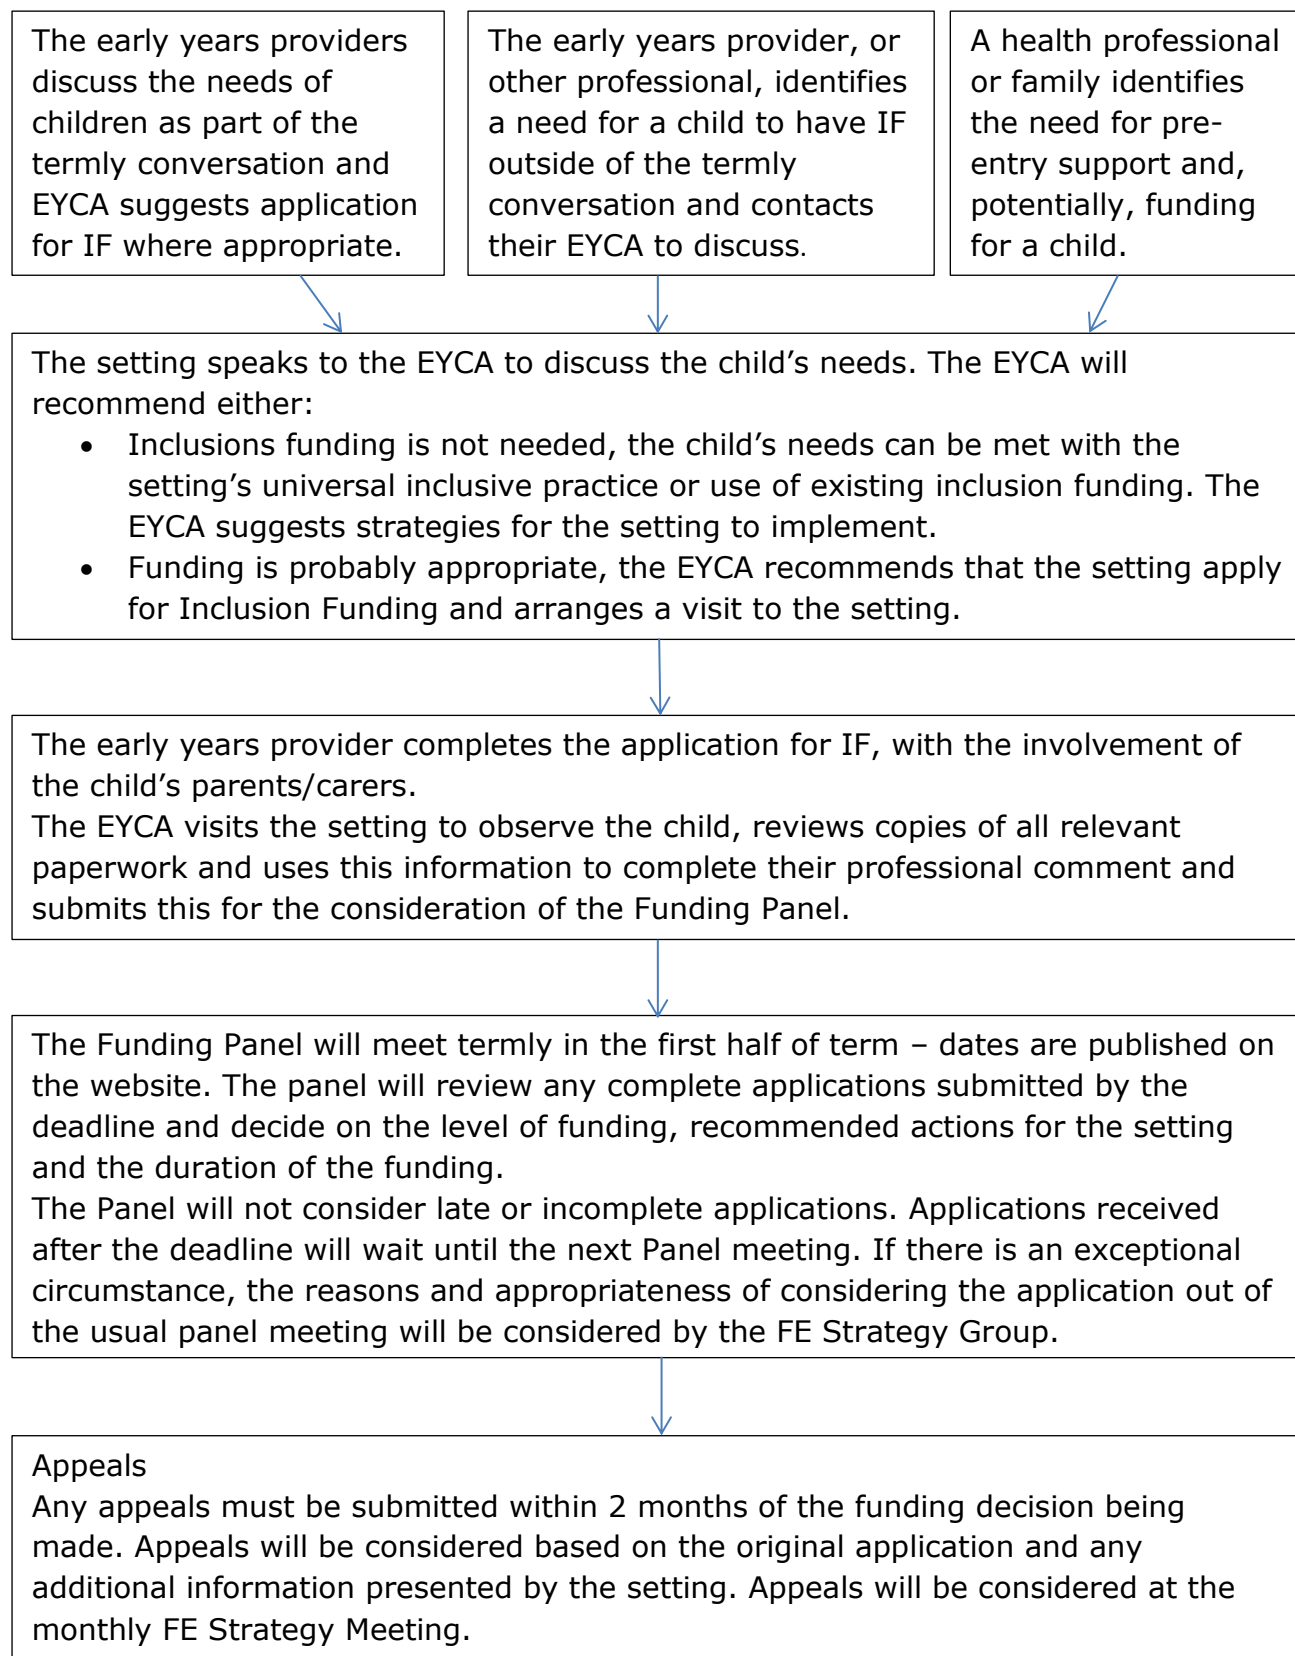 The early years providers
discuss the needs of
children as part of the
termly conversation and
EYCA suggests application
for IF where appropriate.
The early years provider, or
other professional, identifies
a need for a child to have IF
outside of the termly
conversation and contacts
their EYCA to discuss.
A health professional
or family identifies
the need for pre-
entry support and,
potentially, funding
for a child.
The setting speaks to the EYCA to discuss the child’s needs. The EYCA will
recommend either:
• Inclusions funding is not needed, the child’s needs can be met with the
setting’s universal inclusive practice or use of existing inclusion funding. The
EYCA suggests strategies for the setting to implement.
• Funding is probably appropriate, the EYCA recommends that the setting apply
for Inclusion Funding and arranges a visit to the setting.
The early years provider completes the application for IF, with the involvement of
the child’s parents/carers.
The EYCA visits the setting to observe the child, reviews copies of all relevant
paperwork and uses this information to complete their professional comment and
submits this for the consideration of the Funding Panel.
The Funding Panel will meet termly in the first half of term – dates are published on
the website. The panel will review any complete applications submitted by the
deadline and decide on the level of funding, recommended actions for the setting
and the duration of the funding.
The Panel will not consider late or incomplete applications. Applications received
after the deadline will wait until the next Panel meeting. If there is an exceptional
circumstance, the reasons and appropriateness of considering the application out of
the usual panel meeting will be considered by the FE Strategy Group.
Appeals
Any appeals must be submitted within 2 months of the funding decision being
made. Appeals will be considered based on the original application and any
additional information presented by the setting. Appeals will be considered at the
monthly FE Strategy Meeting.